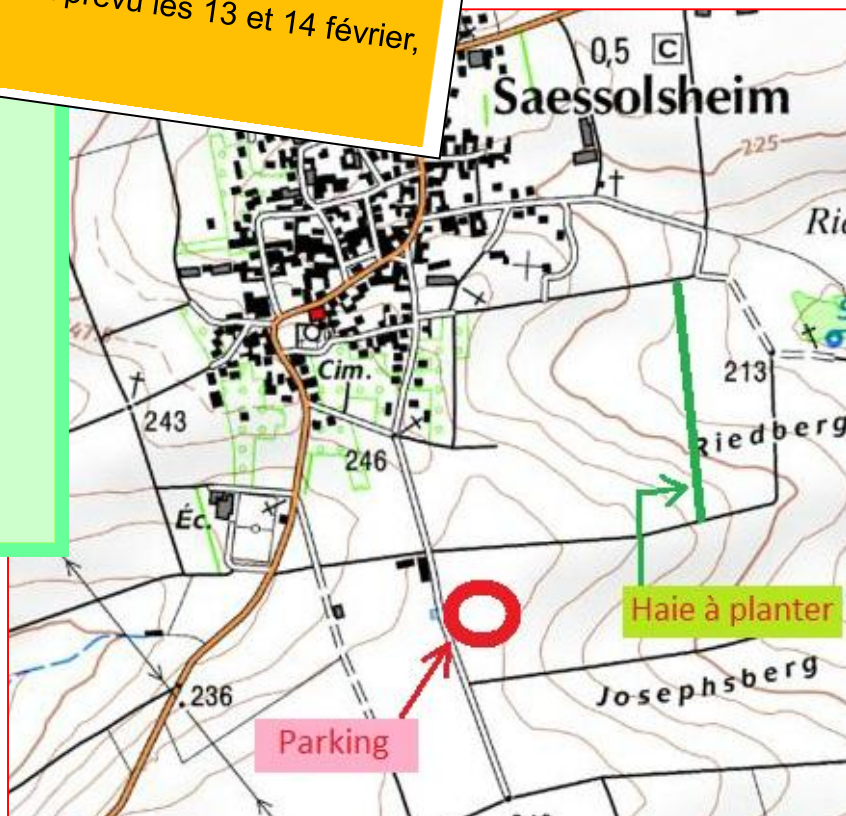 prévu les 13 et 14 février,
0,5 C
Saessolsheim
225
Cim.
243
213
Riedberg
246
Éc.
Haie à planter
Josephsberg
236
Parking